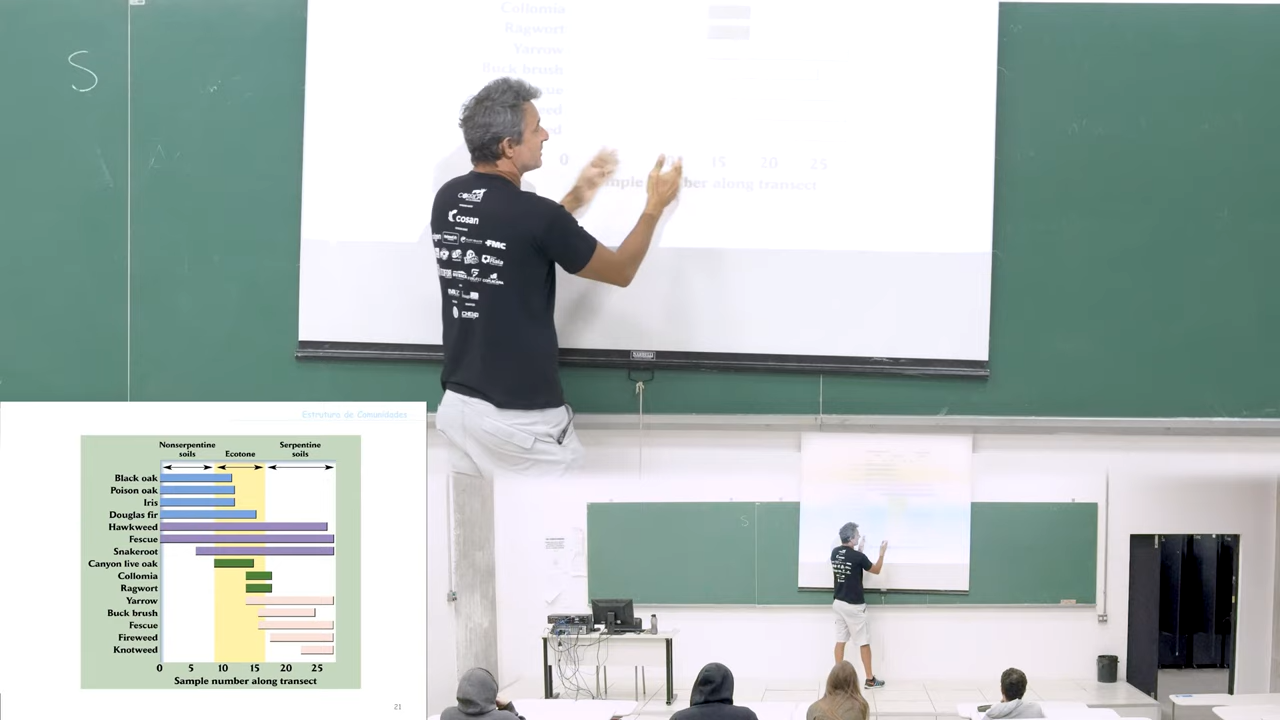 S
Collomia
Ragwort
Yarrow
Buck brush
0 15 20 25
along transect
cosan
FMC
Estrutura de Comunidades
Nonserpentine
soils
Ecotone
Serpentine
soils
Black oak
Poison oak
Iris
Douglas fir
Hawkweed
Fescue
Snakeroot
Canyon live oak
Collomia
Ragwort
Yarrow
Buck brush
Fescue
Fireweed
Knotweed
0 5 10 15 20 25
Sample number along transect
21
S